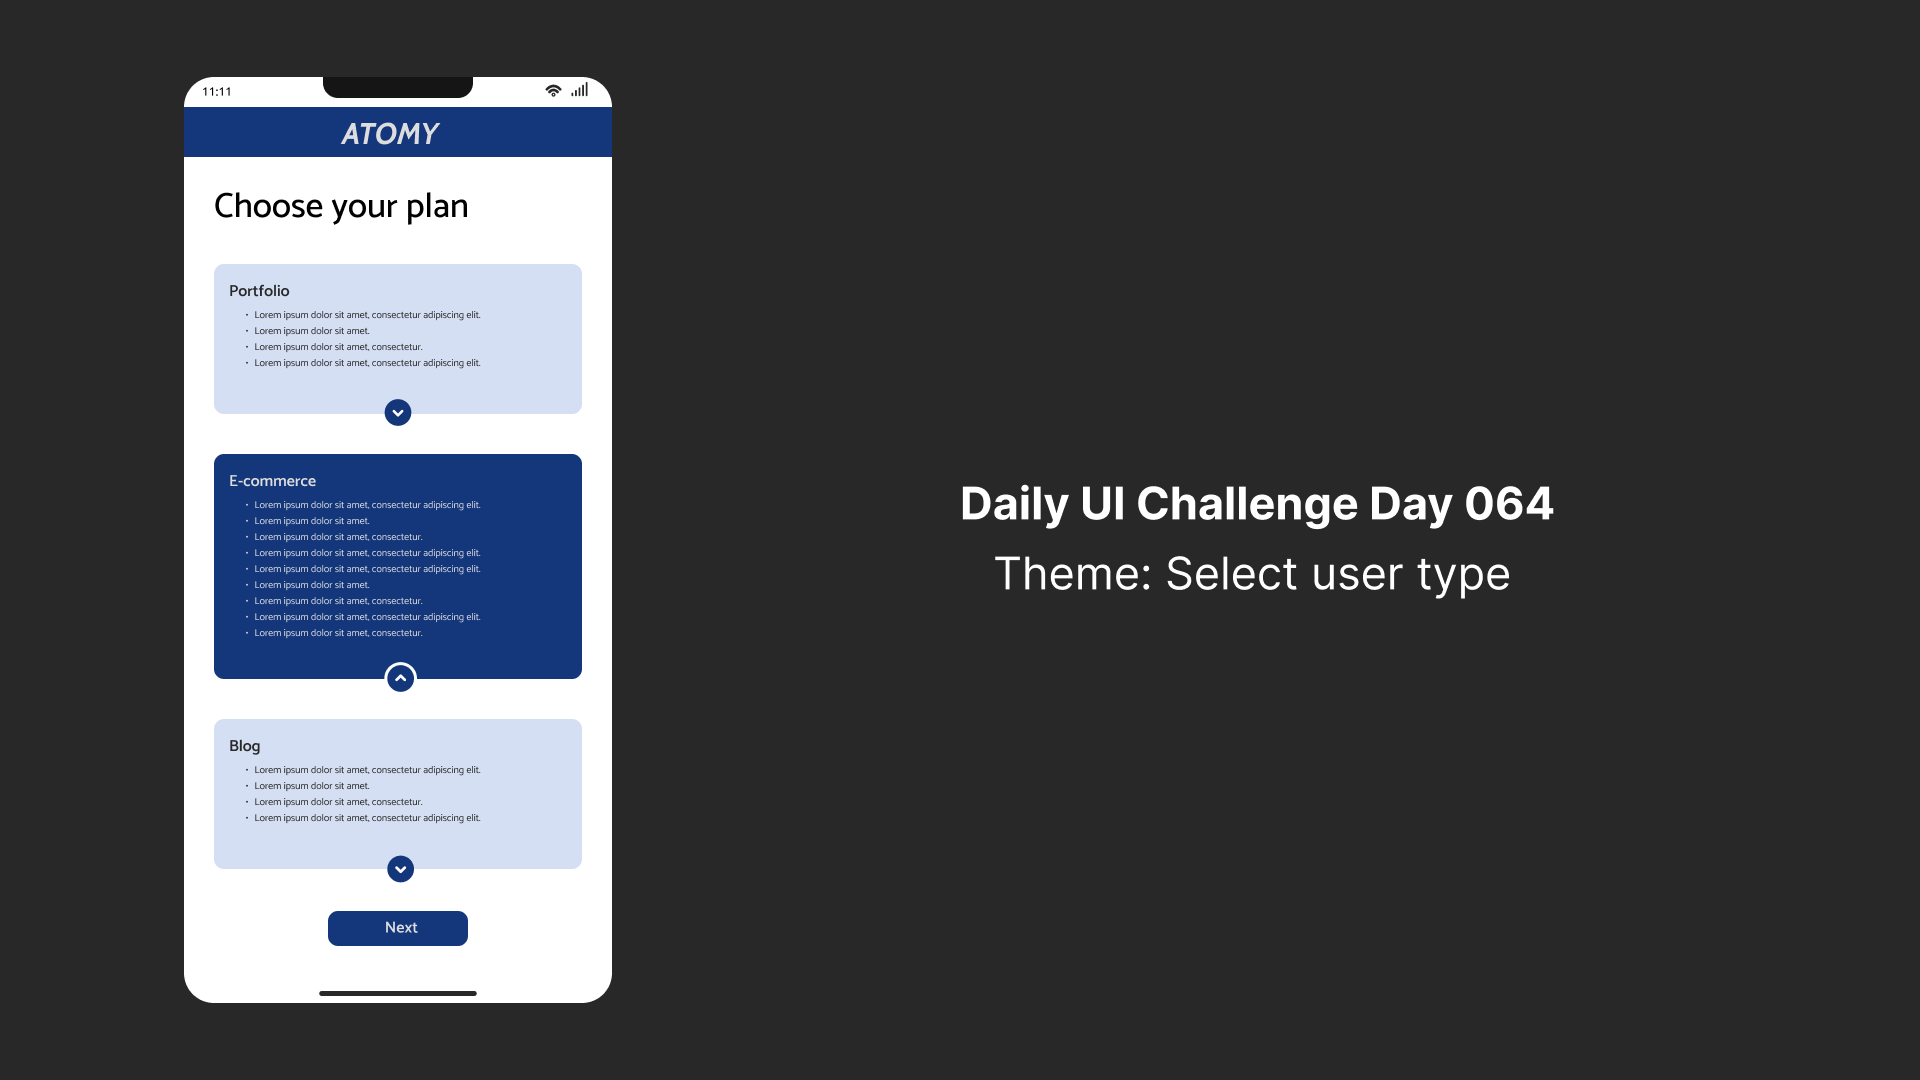 11:11
ATOMY
Choose your plan
Portfolio
• Lorem ipsum dolor sit amet, consectetur adipiscing elit.
• Lorem ipsum dolor sit amet.
• Lorem ipsum dolor sit amet, consectetur.
• Lorem ipsum dolor sit amet, consectetur adipiscing elit.
E-commerce
• Lorem ipsum dolor sit amet, consectetur adipiscing elit.
• Lorem ipsum dolor sit amet.
• Lorem ipsum dolor sit amet, consectetur.
• Lorem ipsum dolor sit amet, consectetur adipiscing elit.
• Lorem ipsum dolor sit amet, consectetur adipiscing elit.
• Lorem ipsum dolor sit amet.
• Lorem ipsum dolor sit amet, consectetur.
• Lorem ipsum dolor sit amet, consectetur adipiscing elit.
• Lorem ipsum dolor sit amet, consectetur.
Blog
• Lorem ipsum dolor sit amet, consectetur adipiscing elit.
• Lorem ipsum dolor sit amet.
• Lorem ipsum dolor sit amet, consectetur.
• Lorem ipsum dolor sit amet, consectetur adipiscing elit.
Next
Daily UI Challenge Day 064
Theme: Select user type